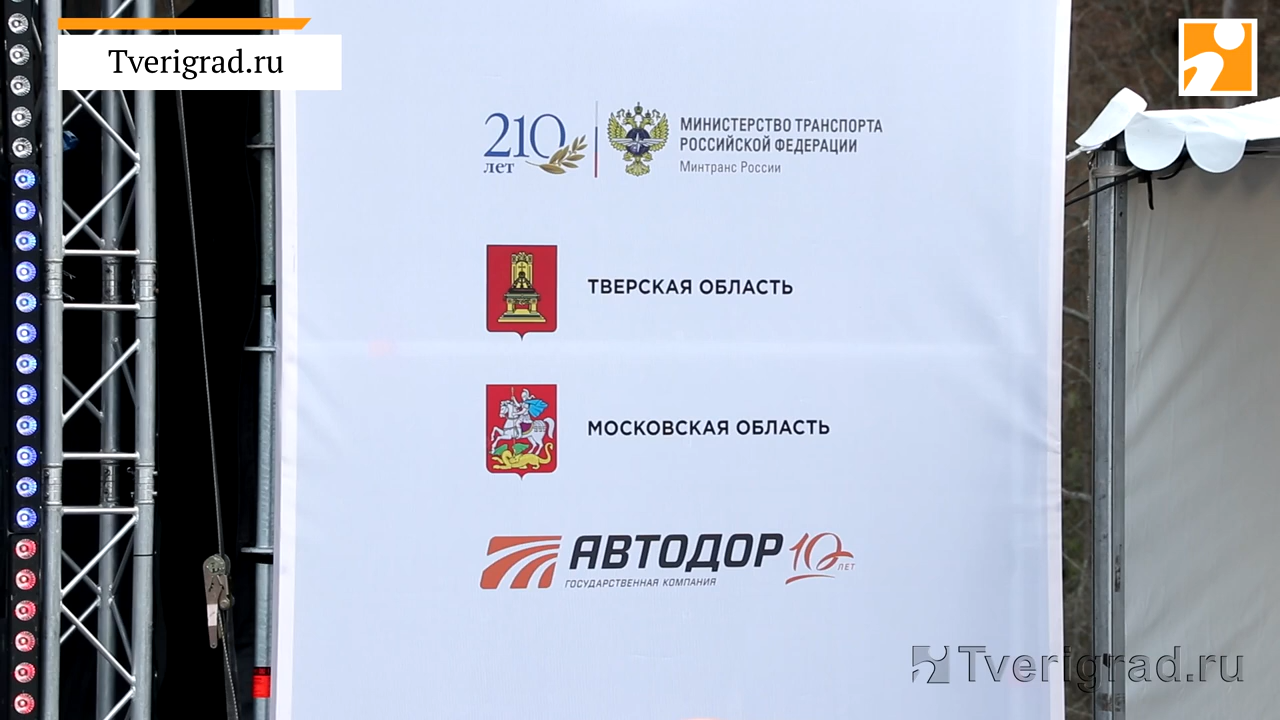 Tverigrad.ru
210
лет
МИНИСТЕРСТВО ТРАНСПОРТА
РОССИЙСКОЙ ФЕДЕРАЦИИ
Минтранс России
ТВЕРСКАЯ ОБЛАСТЬ
МОСКОВСКАЯ ОБЛАСТЬ
АВТОДОР 10 ЛЕТ
ГОСУДАРСТВЕННАЯ КОМПАНИЯ
Tverigrad.ru